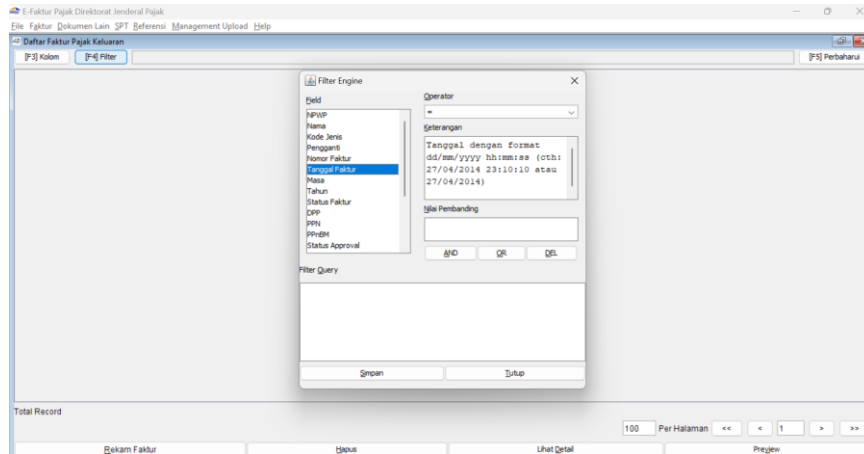 E-Faktur Pajak Direktorat Jenderal Pajak
File Faktur Dokumen Lain SPT Referensi Management Upload Help
Daftar Faktur Pajak Keluaran
[F3] Kolom [F4] Filter [F5] Perbaharui
Filter Engine
Field
NPWP
Nama
Kode Jenis
Pengganti
Nomor Faktur
Tanggal Faktur
Masa
Tahun
Status Faktur
DPP
PPN
PPnBM
Status Approval
Operator
=
Keterangan
Tanggal dengan format
dd/mm/yyyy hh:mm:ss (cth:
27/04/2014 23:10:10 atau
27/04/2014)
Nilai Pembanding
AND OR DEL
Filter Query
Simpan Tutup
Total Record
100 Per Halaman << < 1 > >>
Rekam Faktur Hapus Lihat Detail Preview